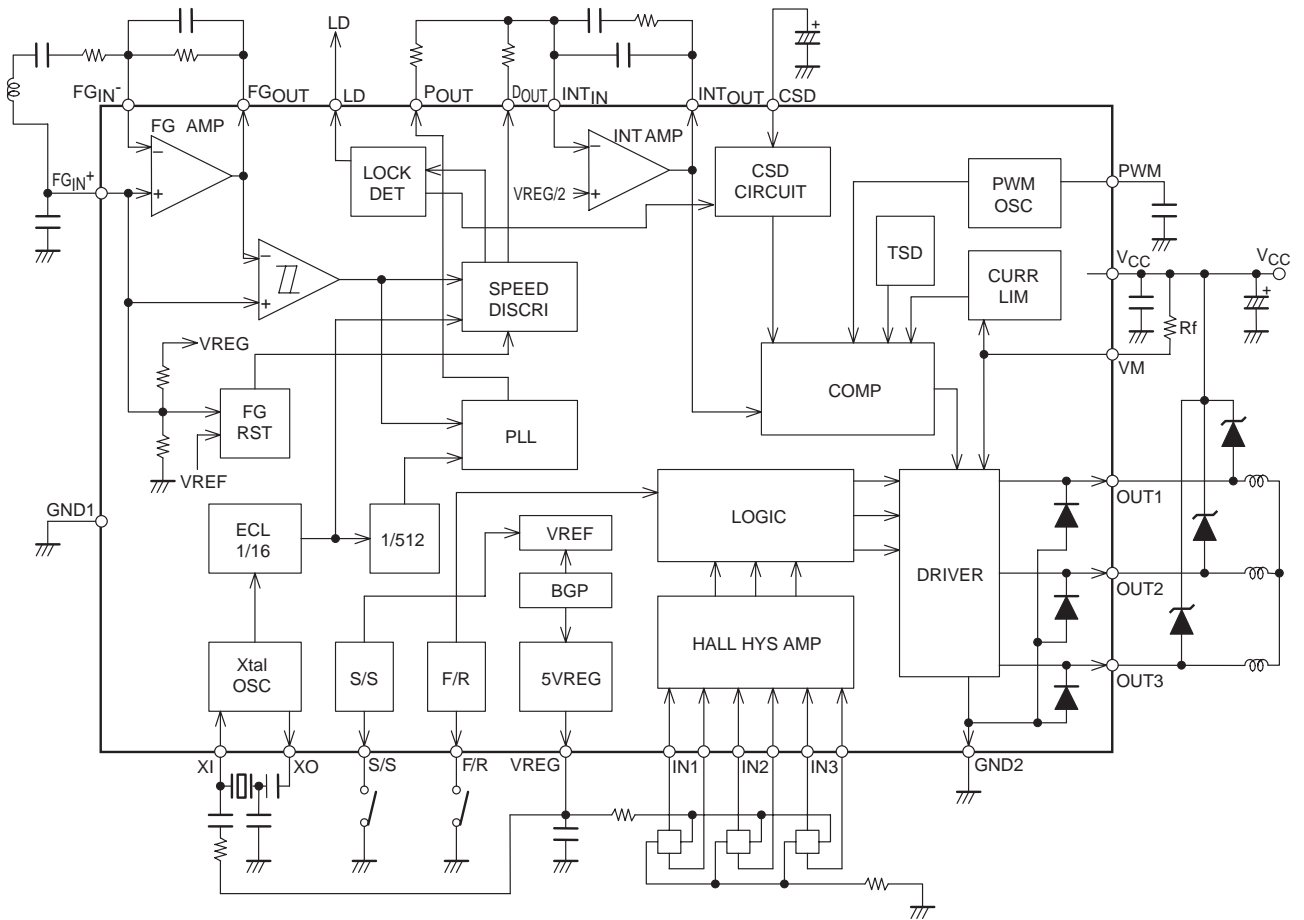 LD
+
FGIN-
FGOUT
LD
POUT
DOUT
INTIN
INTOUT
CSD
FG AMP
INT AMP
−
+
−
VREG/2
+
LOCK
DET
CSD
CIRCUIT
PWM
OSC
PWM
FGIN+
TSD
CURR
LIM
VCC
VCC
+
−
+
SPEED
DISCRI
Rf
VREG
VM
COMP
FG
RST
PLL
VREF
GND1
OUT1
ECL
1/16
1/512
VREF
LOGIC
BGP
DRIVER
OUT2
Xtal
OSC
S/S
F/R
5VREG
HALL HYS AMP
OUT3
XI
XO
S/S
F/R
VREG
IN1
IN2
IN3
GND2